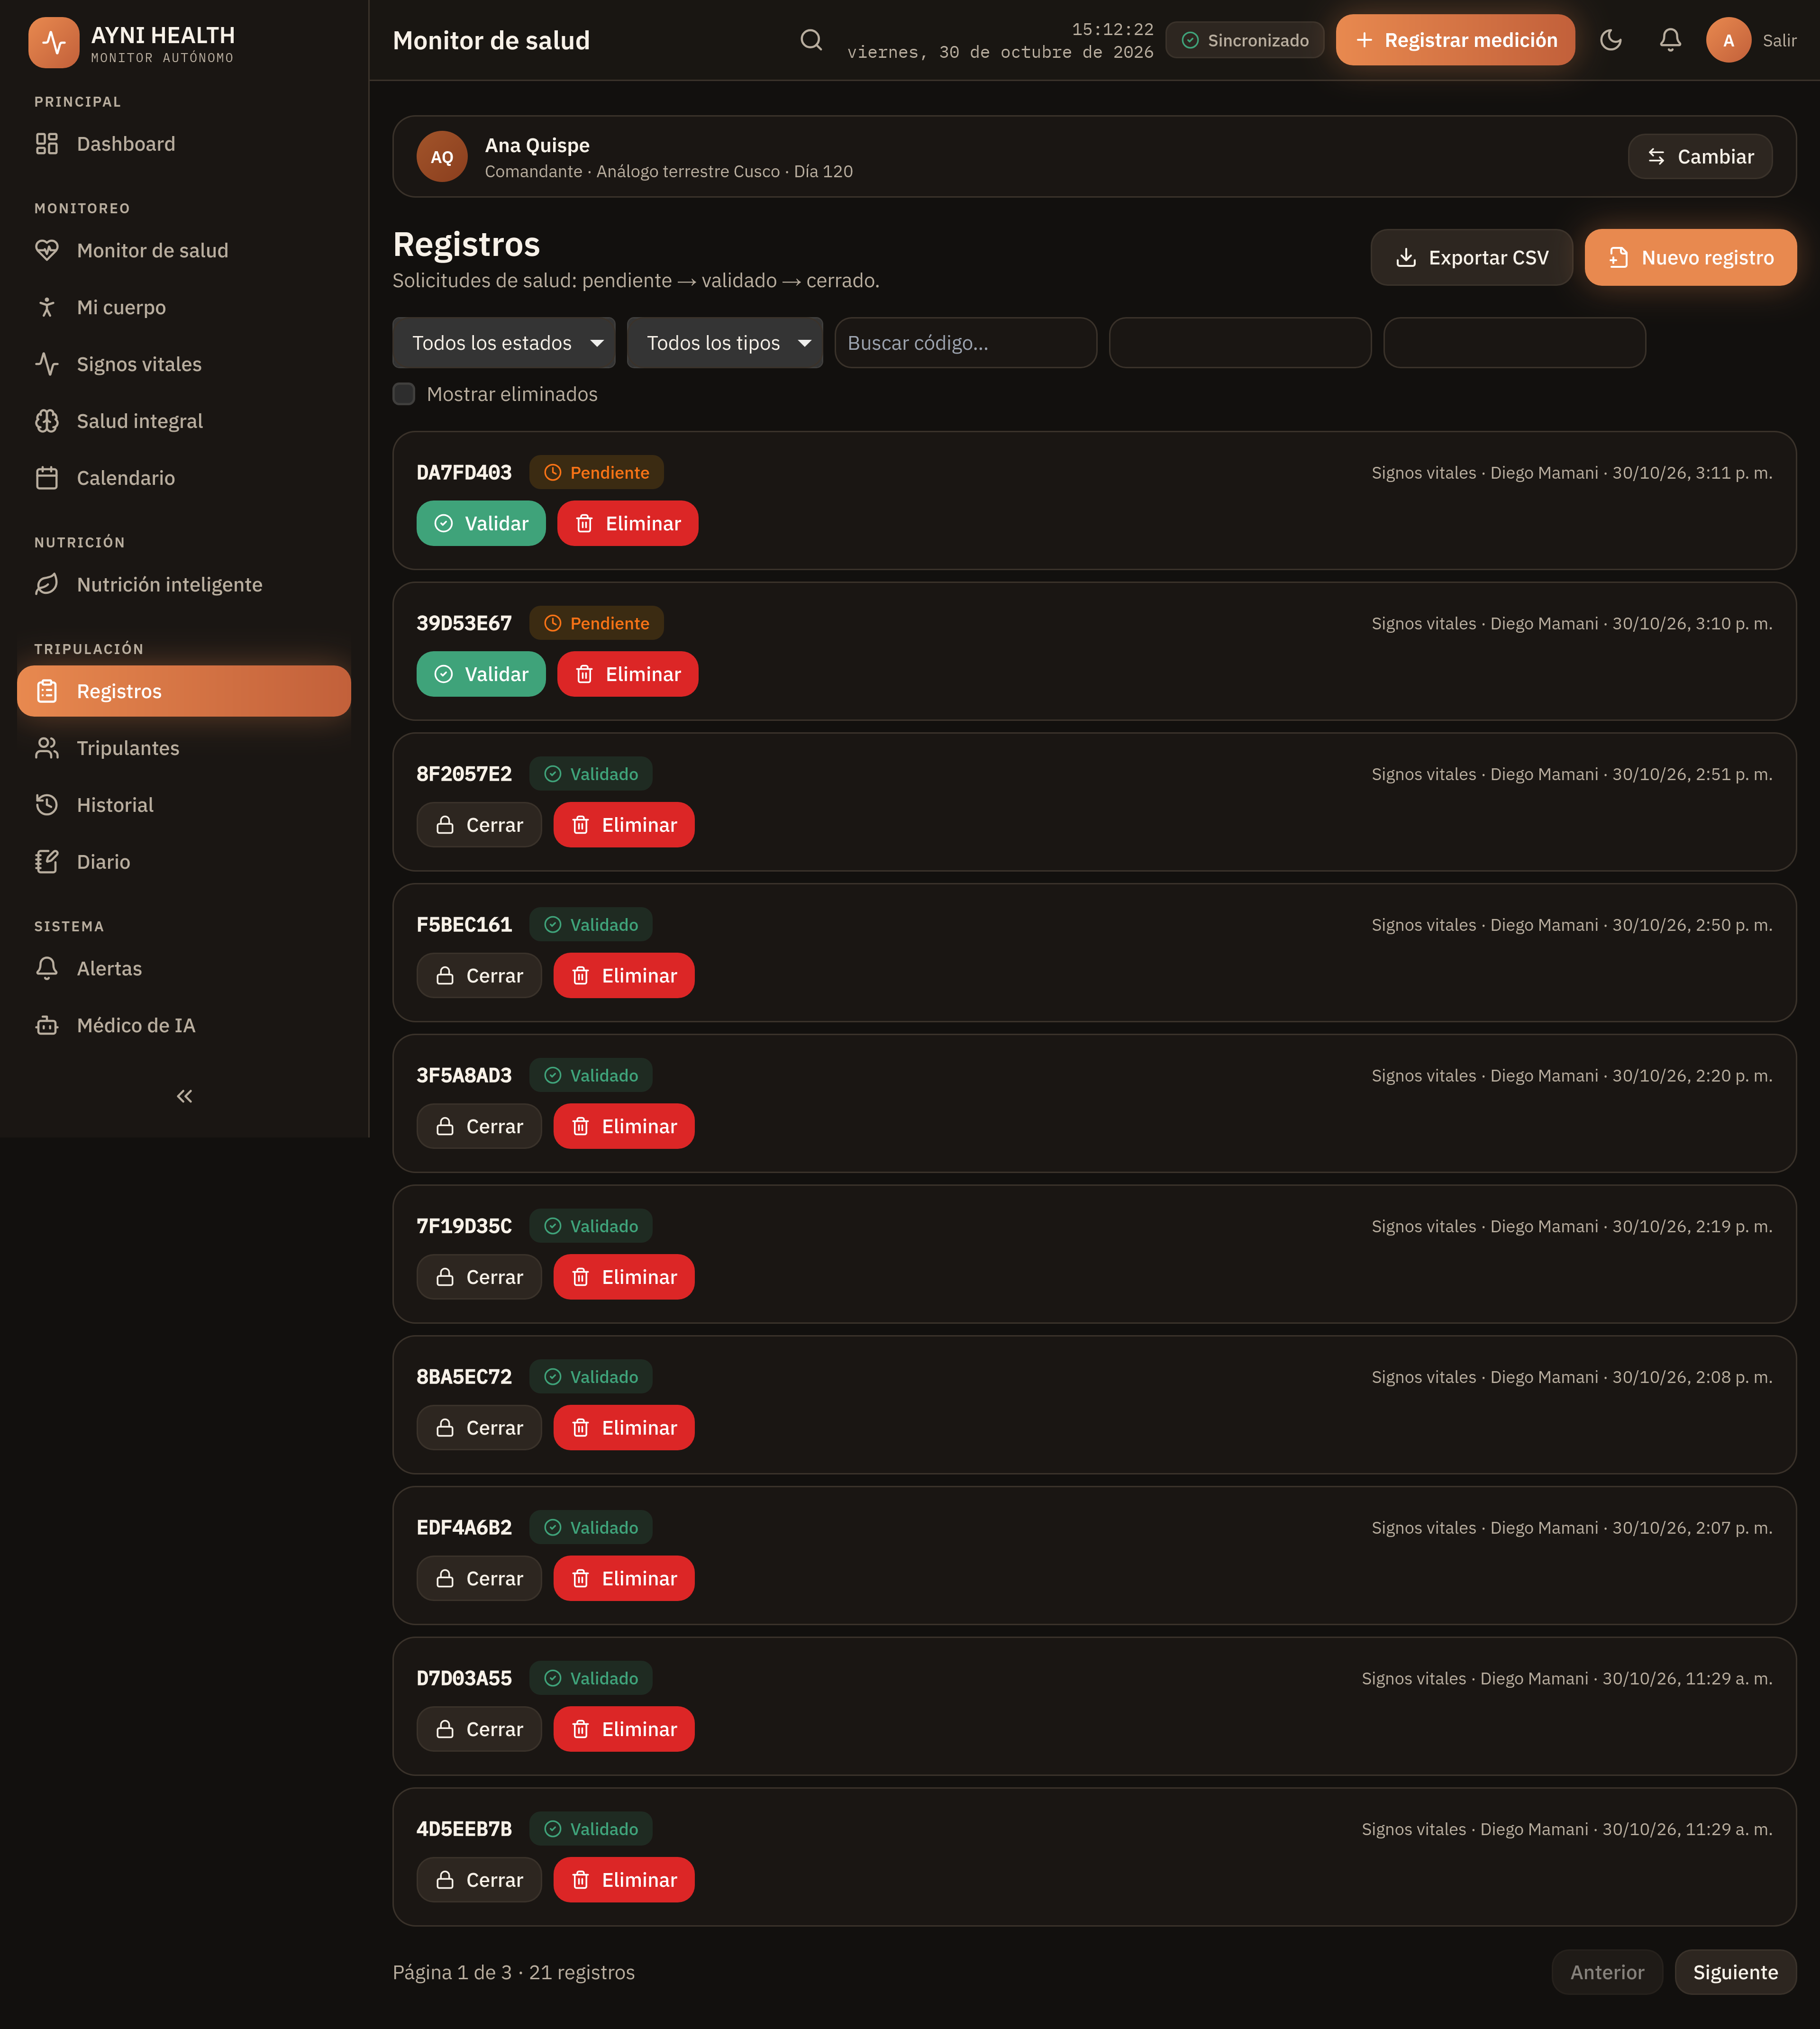 AYNI HEALTH
MONITOR AUTÓNOMO
PRINCIPAL
Dashboard
MONITOREO
Monitor de salud
Mi cuerpo
Signos vitales
Salud integral
Calendario
NUTRICIÓN
Nutrición inteligente
TRIPULACIÓN
Registros
Tripulantes
Historial
Diario
SISTEMA
Alertas
Médico de IA
Monitor de salud
15:12:22
viernes, 30 de octubre de 2026
Sincronizado
Registrar medición
A
Salir
AQ
Ana Quispe
Comandante · Análogo terrestre Cusco · Día 120
Cambiar
Registros
Solicitudes de salud: pendiente → validado → cerrado.
Exportar CSV
Nuevo registro
Todos los estados
Todos los tipos
Buscar código...
Mostrar eliminados
DA7FD403 Pendiente Signos vitales · Diego Mamani · 30/10/26, 3:11 p. m.
Validar Eliminar
39D53E67 Pendiente Signos vitales · Diego Mamani · 30/10/26, 3:10 p. m.
Validar Eliminar
8F2057E2 Validado Signos vitales · Diego Mamani · 30/10/26, 2:51 p. m.
Cerrar Eliminar
F5BEC161 Validado Signos vitales · Diego Mamani · 30/10/26, 2:50 p. m.
Cerrar Eliminar
3F5A8AD3 Validado Signos vitales · Diego Mamani · 30/10/26, 2:20 p. m.
Cerrar Eliminar
7F19D35C Validado Signos vitales · Diego Mamani · 30/10/26, 2:19 p. m.
Cerrar Eliminar
8BA5EC72 Validado Signos vitales · Diego Mamani · 30/10/26, 2:08 p. m.
Cerrar Eliminar
EDF4A6B2 Validado Signos vitales · Diego Mamani · 30/10/26, 2:07 p. m.
Cerrar Eliminar
D7D03A55 Validado Signos vitales · Diego Mamani · 30/10/26, 11:29 a. m.
Cerrar Eliminar
4D5EEB7B Validado Signos vitales · Diego Mamani · 30/10/26, 11:29 a. m.
Cerrar Eliminar
Página 1 de 3 · 21 registros
Anterior
Siguiente